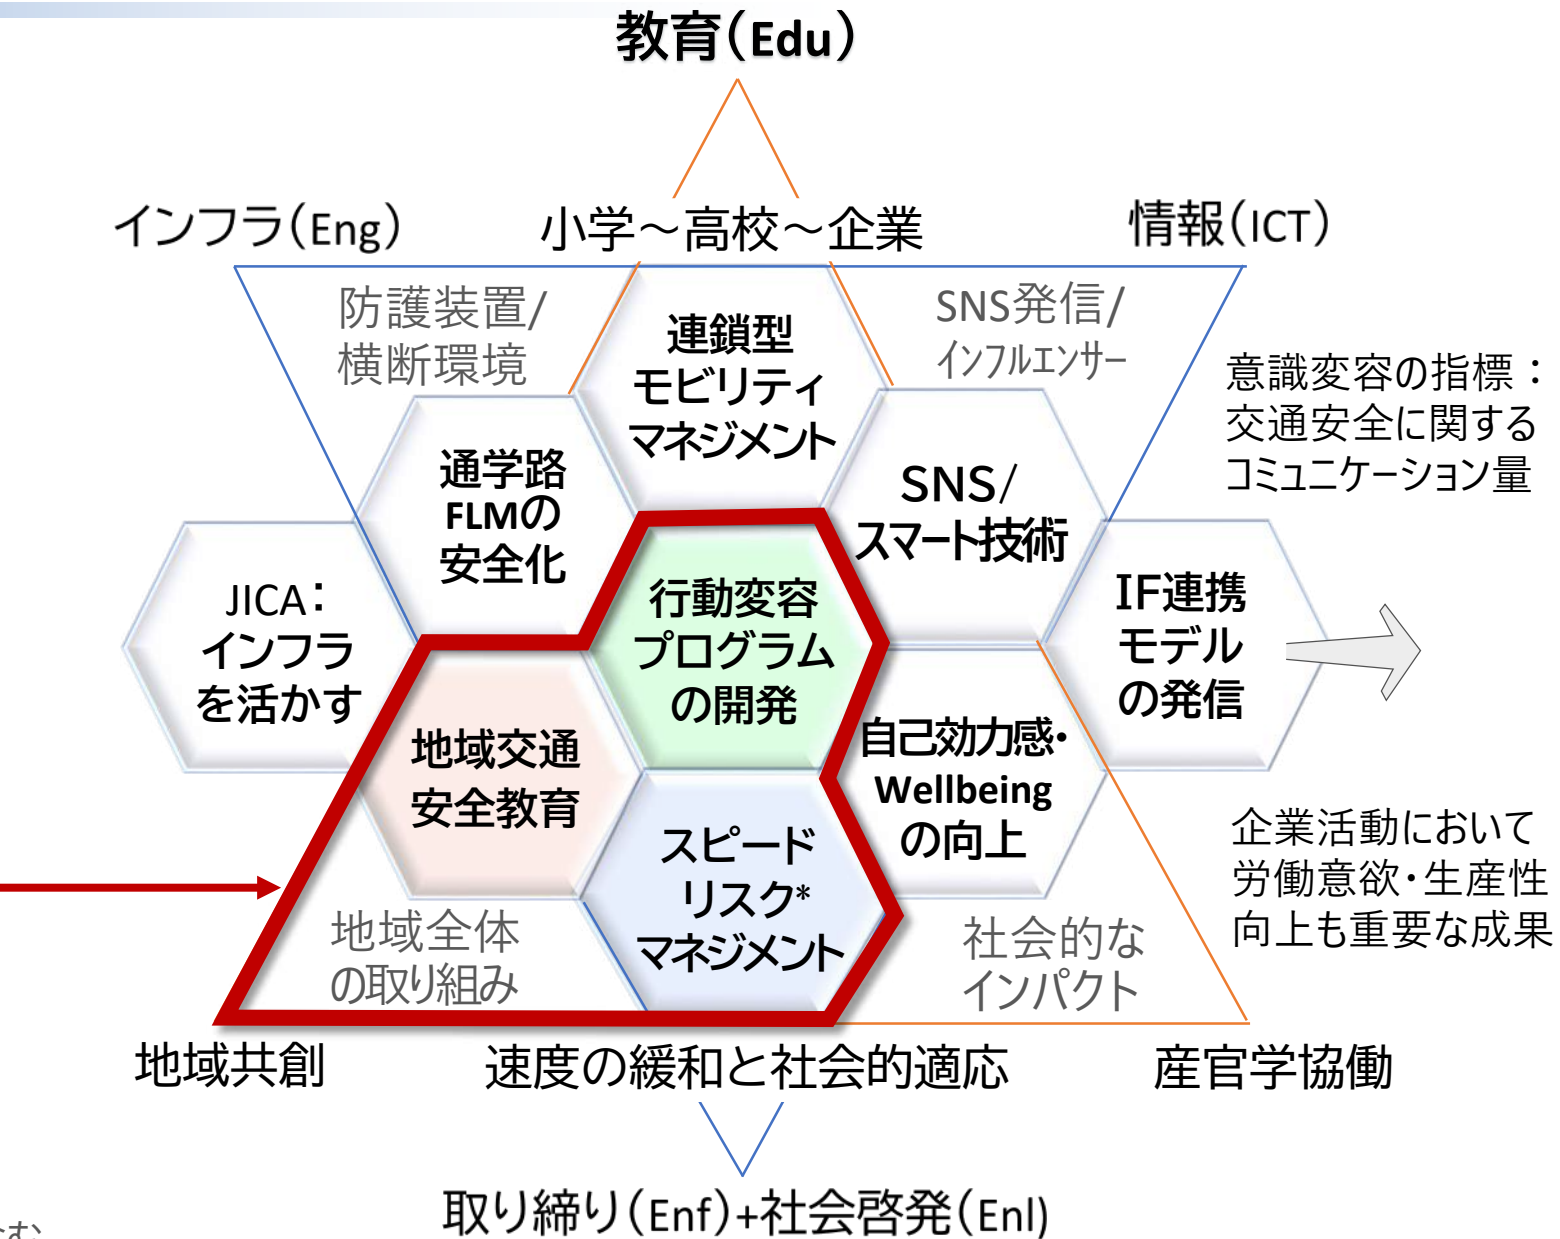 教育（Edu）
インフラ（Eng）
小学～高校～企業
情報（ICT）
防護装置/
横断環境
連鎖型
モビリティ
マネジメント
SNS発信/
インフルエンサー
意識変容の指標：
交通安全に関する
コミュニケーション量
通学路
FLMの
安全化
SNS/
スマート技術
JICA：
インフラ
を活かす
行動変容
プログラム
の開発
IF連携
モデル
の発信
地域交通
安全教育
自己効力感・
Wellbeing
の向上
スピード
リスク*
マネジメント
企業活動において
労働意欲・生産性
向上も重要な成果
地域全体
の取り組み
社会的な
インパクト
地域共創
速度の緩和と社会的適応
産官学協働
取り締り（Enf）+社会啓発（Enl)